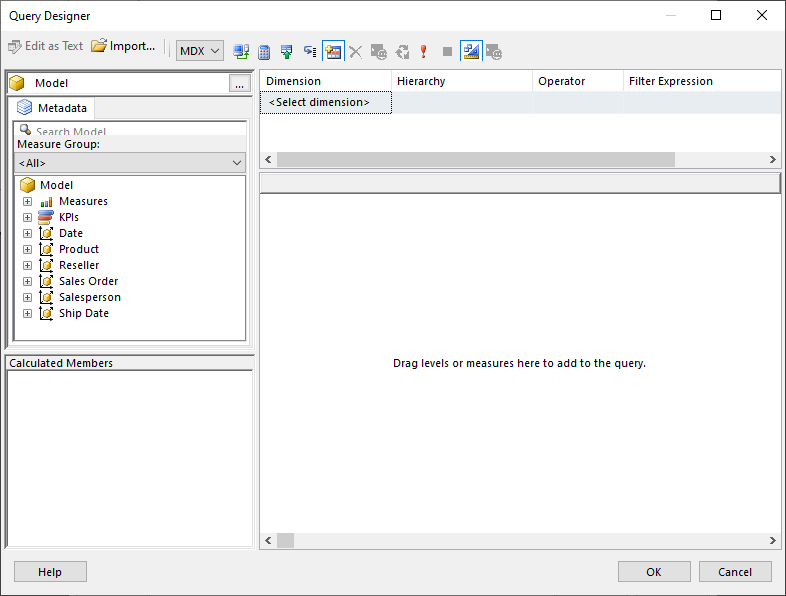 Query Designer
Edit as Text Import... MDX
Model ...
Metadata
Search Model
Measure Group:
<All>
Model
Measures
KPIs
Date
Product
Reseller
Sales Order
Salesperson
Ship Date
Calculated Members
Dimension Hierarchy Operator Filter Expression
<Select dimension>
Drag levels or measures here to add to the query.
Help OK Cancel